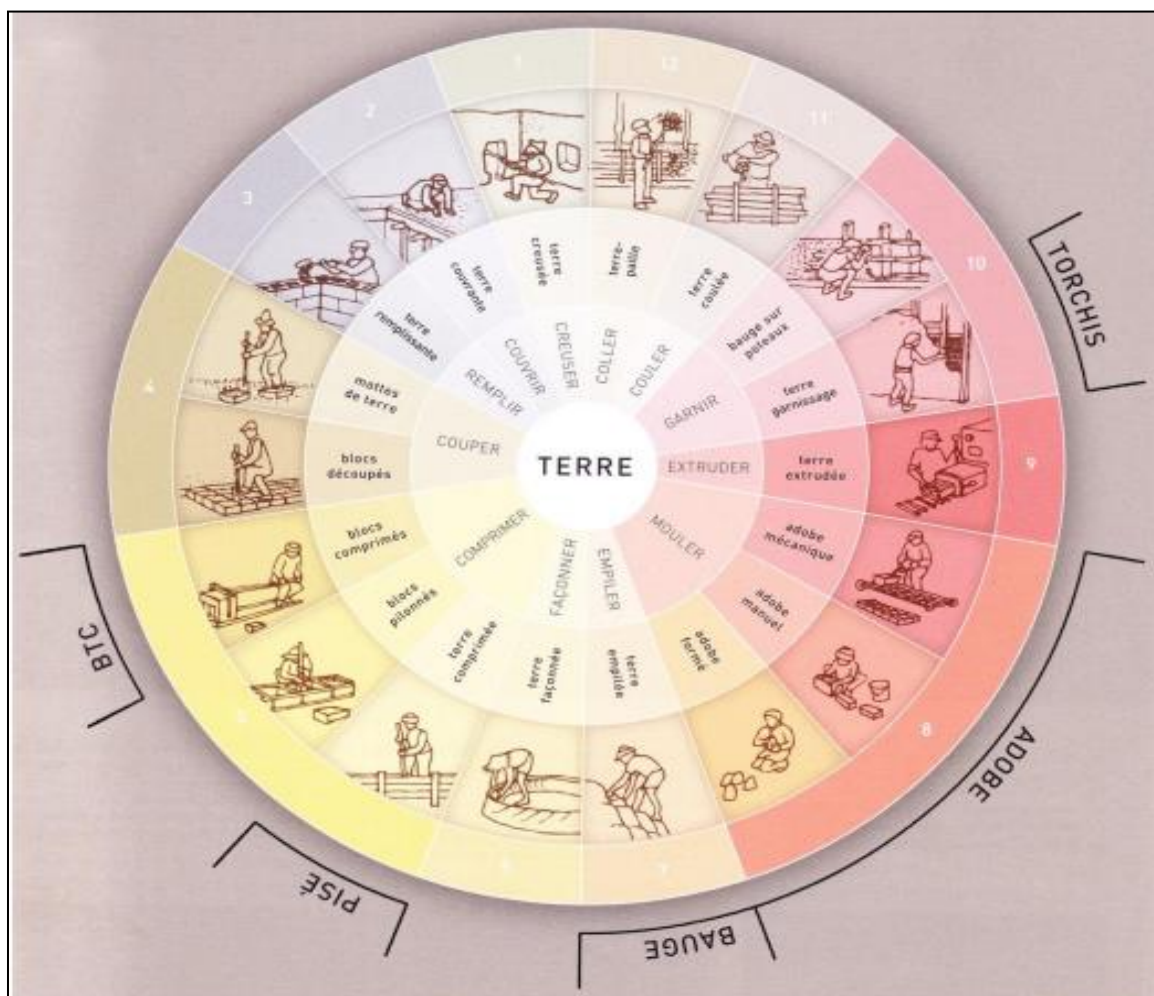 TERRE
CREUSER
COUVRIR
REMPLIR
COUPER
COMPRIMER
FAÇONNER
EMPILER
MOULER
EXTRUDER
GARNIR
COULER
COLLER
terre
creusée
terre
couvrante
terre
remplissante
mottes
de terre
blocs
découpés
blocs
comprimés
blocs
pilonnés
terre
comprimée
terre
façonnée
terre
empilée
adobe
formé
adobe
manuel
adobe
mécanique
terre
extrudée
terre
garnissage
bauge sur
poteaux
terre
coulée
terre-
paille
1
2
3
4
7
8
9
10
11
12
BTC
PISÉ
BAUGE
ADOBE
TORCHIS